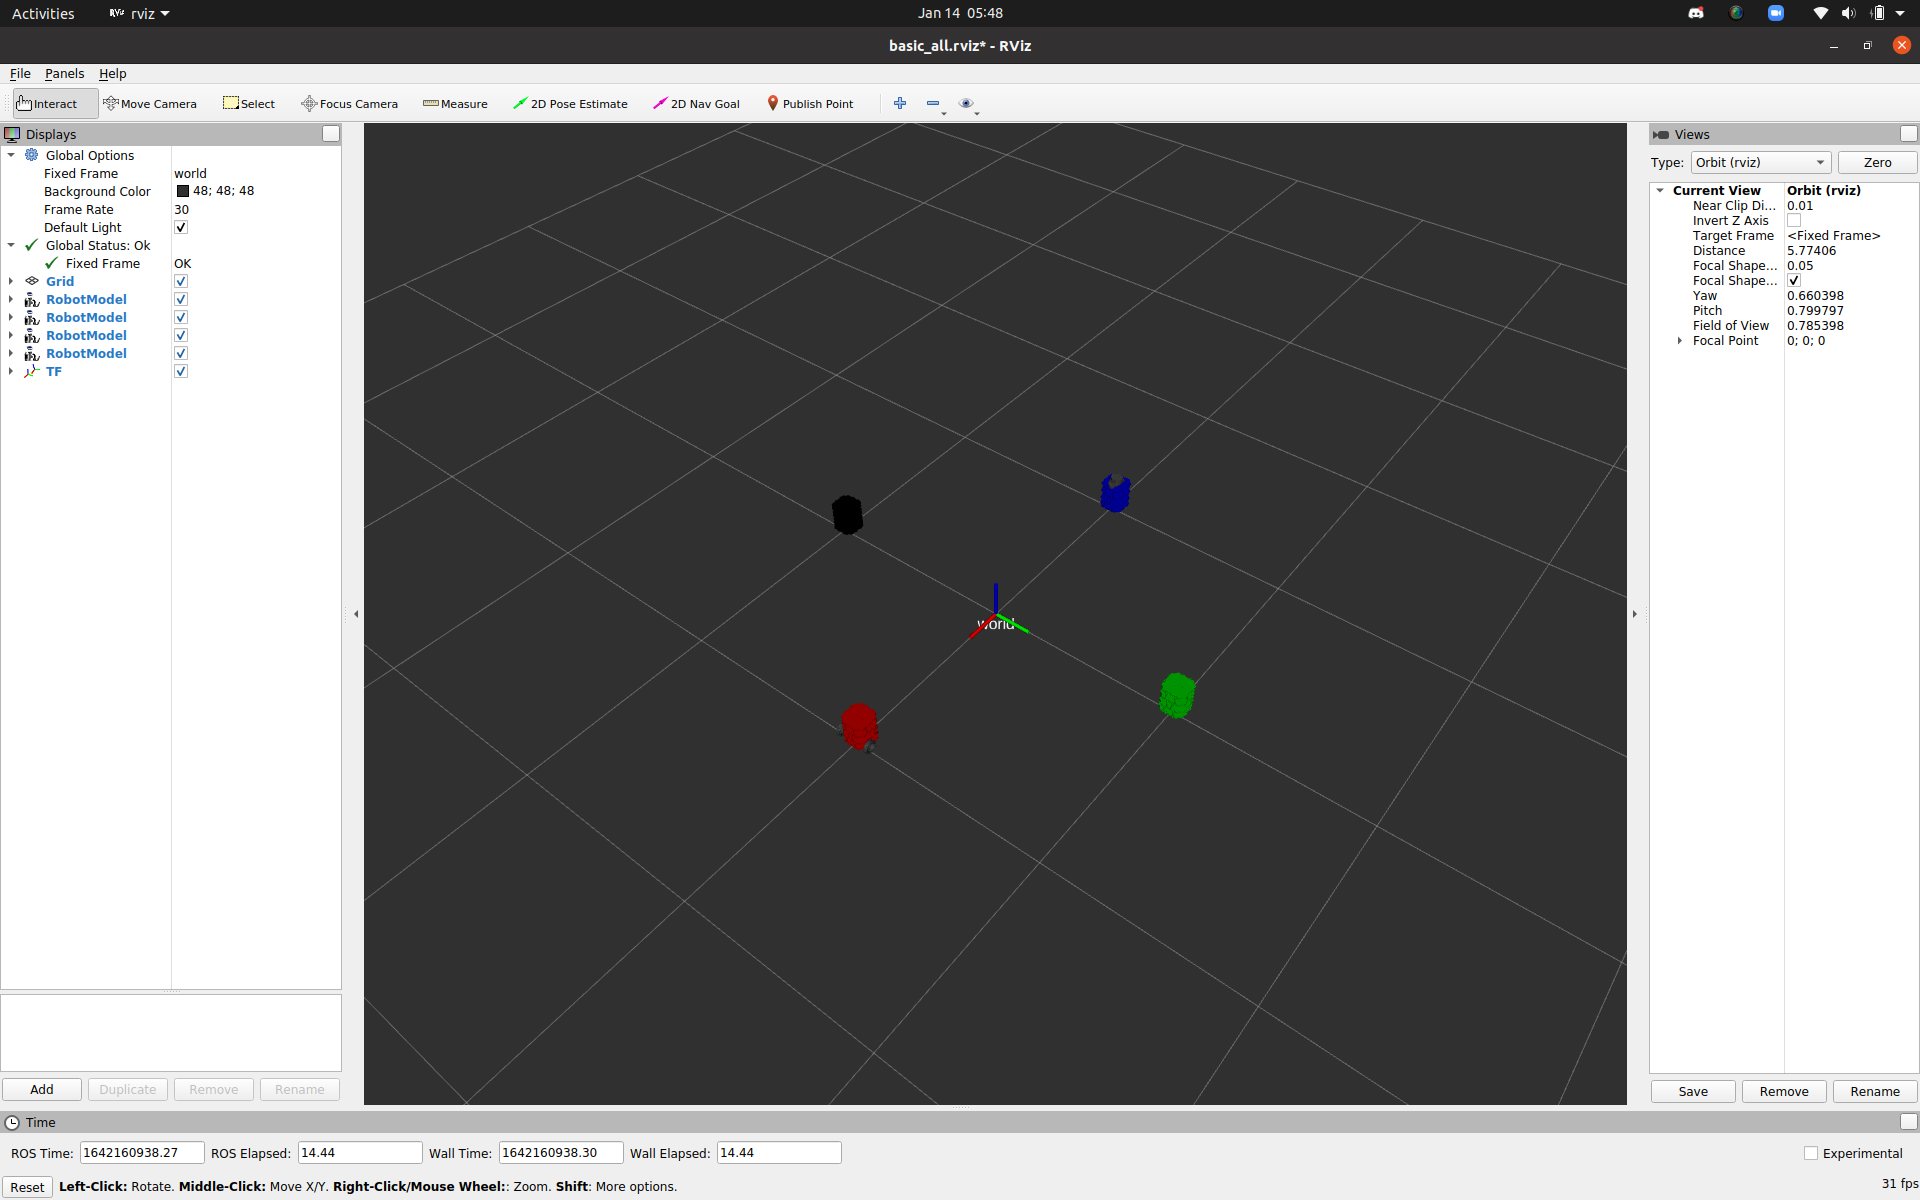 Activities rviz Jan 14 05:48
basic_all.rviz* - RViz
File Panels Help
Interact Move Camera Select Focus Camera Measure 2D Pose Estimate 2D Nav Goal Publish Point
Displays
Global Options
Fixed Frame world
Background Color 48; 48; 48
Frame Rate 30
Default Light
Global Status: Ok
Fixed Frame OK
Grid
RobotModel
RobotModel
RobotModel
RobotModel
TF
Add Duplicate Remove Rename
world
Views
Type: Orbit (rviz) Zero
Current View Orbit (rviz)
Near Clip Di... 0.01
Invert Z Axis
Target Frame <Fixed Frame>
Distance 5.77406
Focal Shape... 0.05
Focal Shape...
Yaw 0.660398
Pitch 0.799797
Field of View 0.785398
Focal Point 0; 0; 0
Save Remove Rename
Time
ROS Time: 1642160938.27 ROS Elapsed: 14.44 Wall Time: 1642160938.30 Wall Elapsed: 14.44 Experimental
Reset Left-Click: Rotate. Middle-Click: Move X/Y. Right-Click/Mouse Wheel:: Zoom. Shift: More options. 31 fps